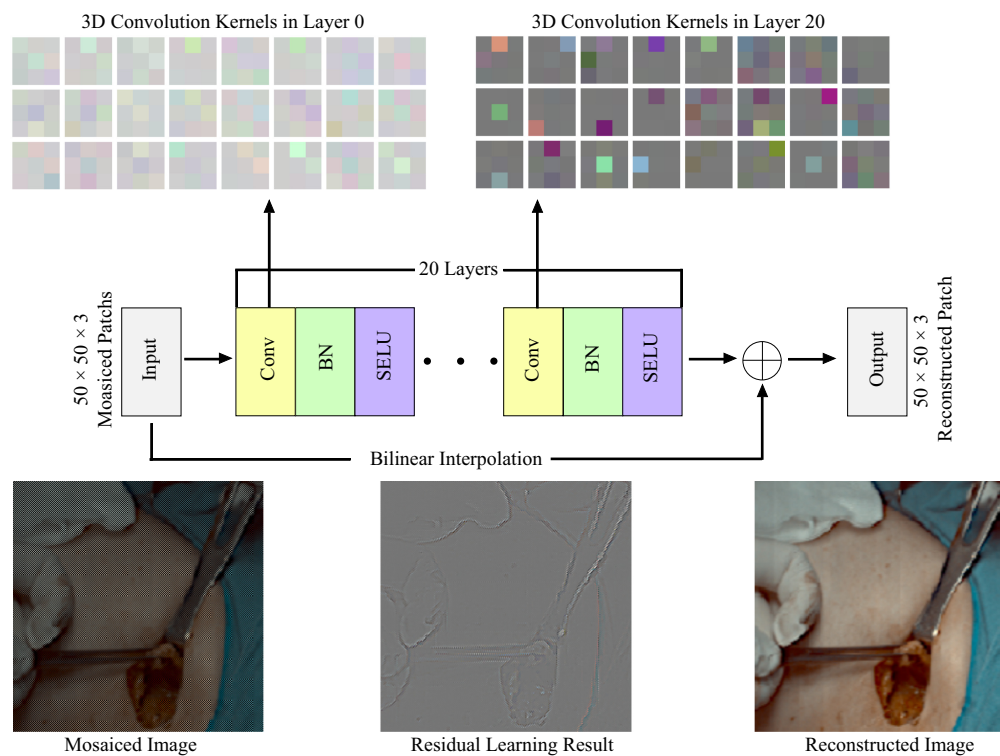 3D Convolution Kernels in Layer 0
3D Convolution Kernels in Layer 20
20 Layers
50 × 50 × 3
Moasiced Patchs
Input
Conv
BN
SELU
Conv
BN
SELU
Output
50 × 50 × 3
Reconstructed Patch
Bilinear Interpolation
Mosaiced Image
Residual Learning Result
Reconstructed Image